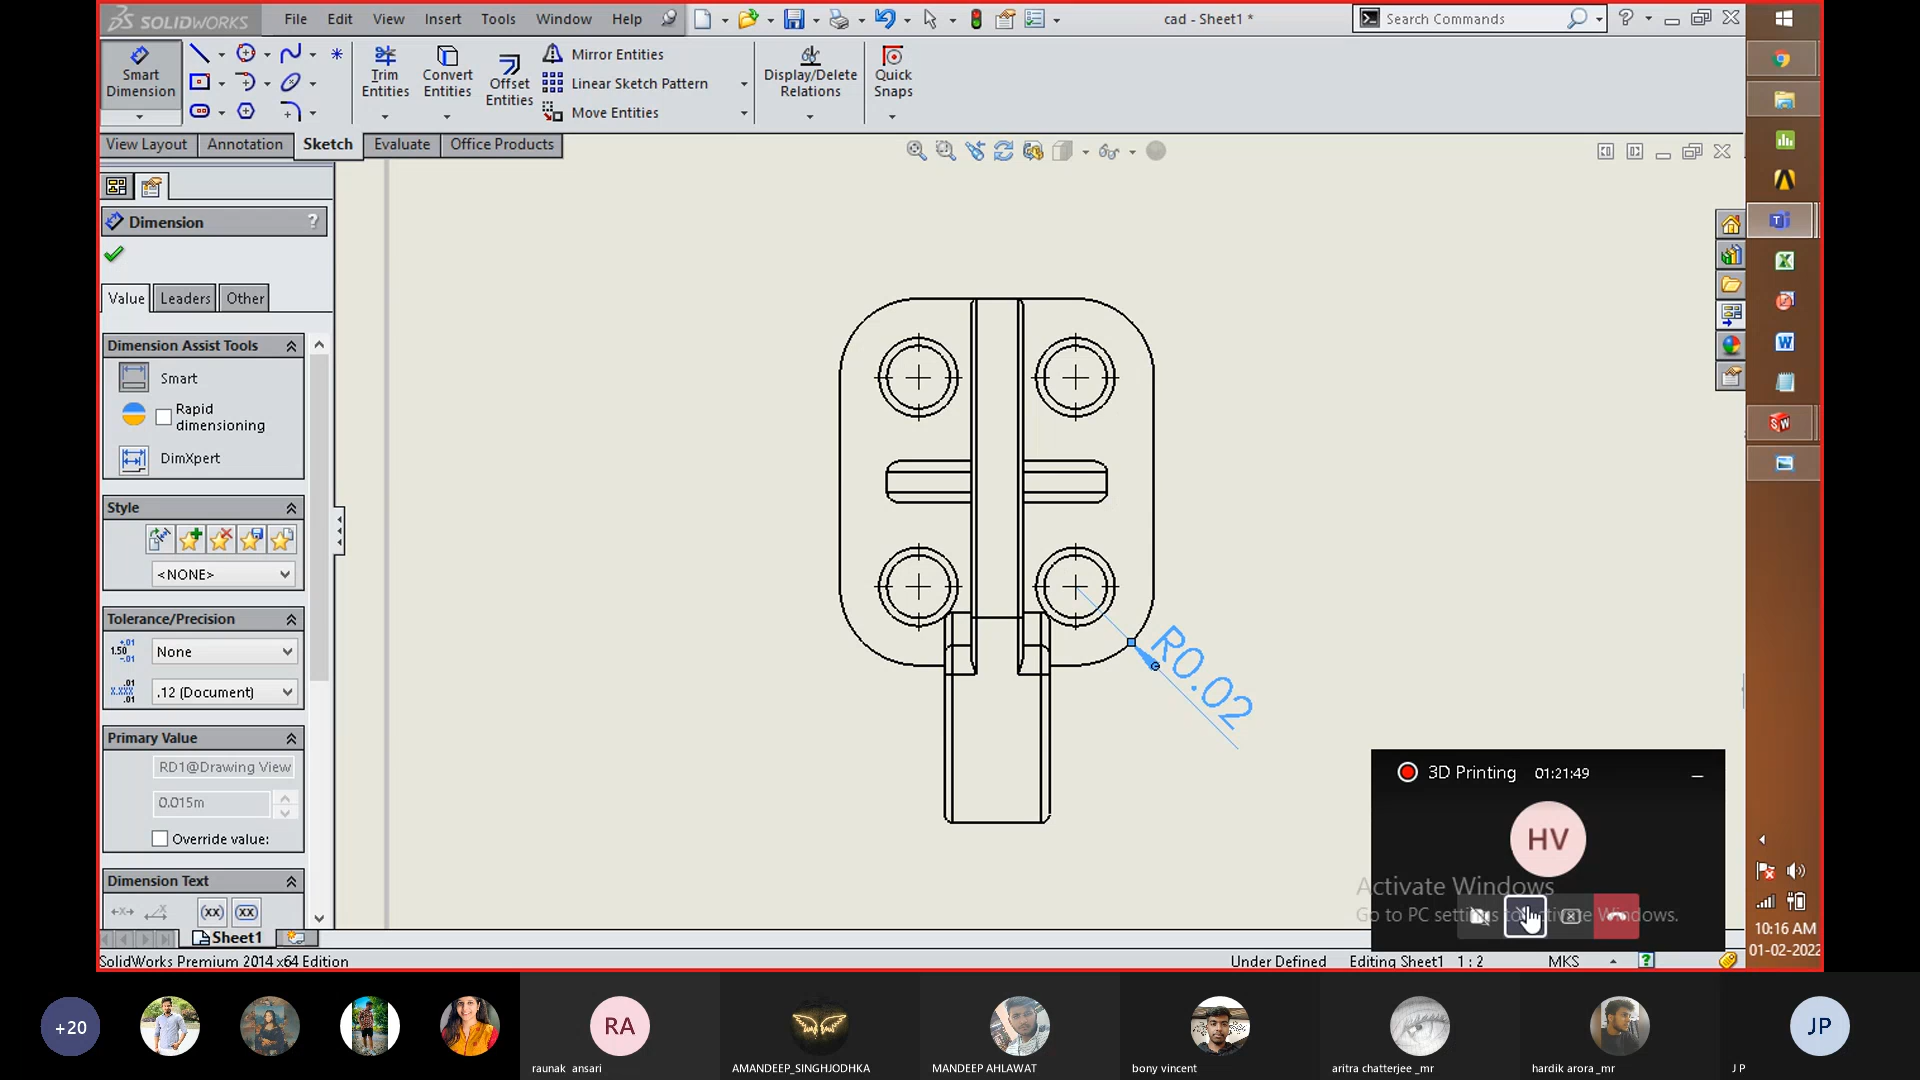 SOLIDWORKS File Edit View Insert Tools Window Help cad - Sheet1 * Search Commands ?
Smart Dimension
Trim Entities
Convert Entities
Offset Entities
Mirror Entities
Linear Sketch Pattern
Move Entities
Display/Delete Relations
Quick Snaps
View Layout Annotation Sketch Evaluate Office Products
Dimension ?
Value Leaders Other
Dimension Assist Tools
Smart
Rapid dimensioning
DimXpert
Style
<NONE>
Tolerance/Precision
None
.12 (Document)
Primary Value
RD1@Drawing View
0.015m
Override value:
Dimension Text
(xx) (xx)
Sheet1
R0.02
3D Printing 01:21:49
HV
Activate Windows
Go to PC settings to activate Windows.
10:16 AM
01-02-2022
SolidWorks Premium 2014 x64 Edition Under Defined Editing Sheet1 1 : 2 MKS ?
+20 RA JP
raunak ansari AMANDEEP_SINGHJODHKA MANDEEP AHLAWAT bony vincent aritra chatterjee _mr hardik arora _mr J P